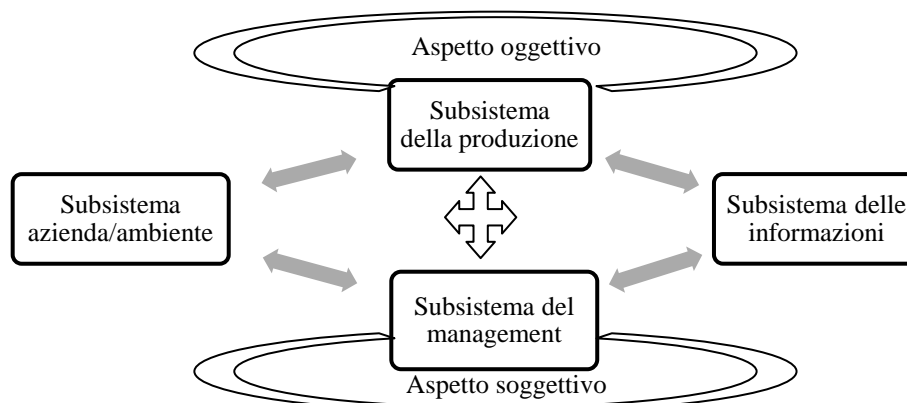 Aspetto oggettivo
Subsistema
della produzione
Subsistema
azienda/ambiente
Subsistema delle
informazioni
Subsistema del
management
Aspetto soggettivo